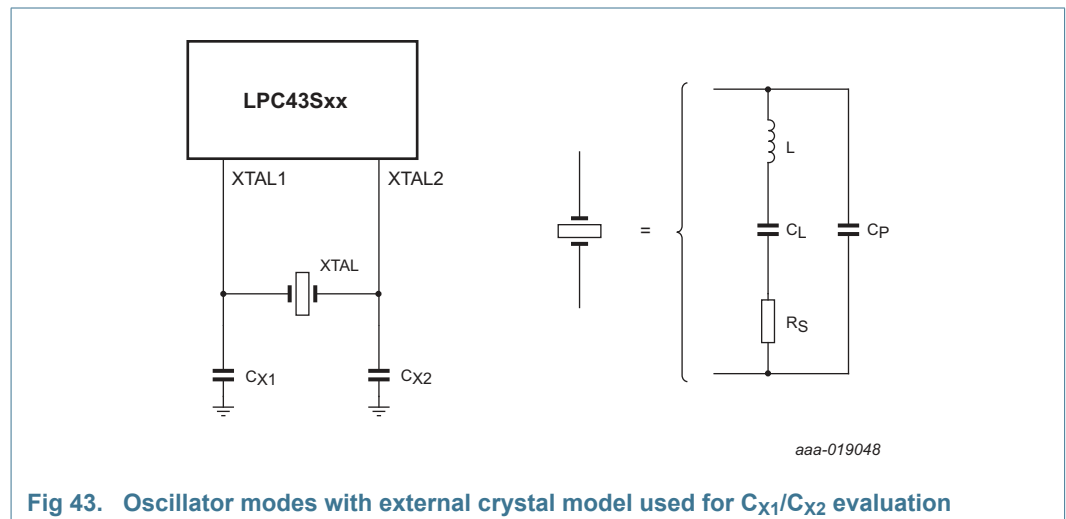 LPC43Sxx
XTAL1
XTAL2
XTAL
CX1
CX2
=
L
CL
CP
RS
aaa-019048
Fig 43. Oscillator modes with external crystal model used for CX1/CX2 evaluation